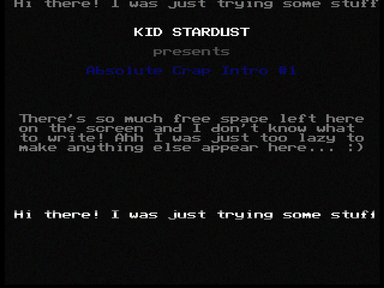 Hi there! I was just trying some stuff
KID STARDUST
presents
Absolute Crap Intro #1
There's so much free space left here
on the screen and I don't know what
to write! Ahh I was just too lazy to
make anything else appear here... :)
Hi there! I was just trying some stuff